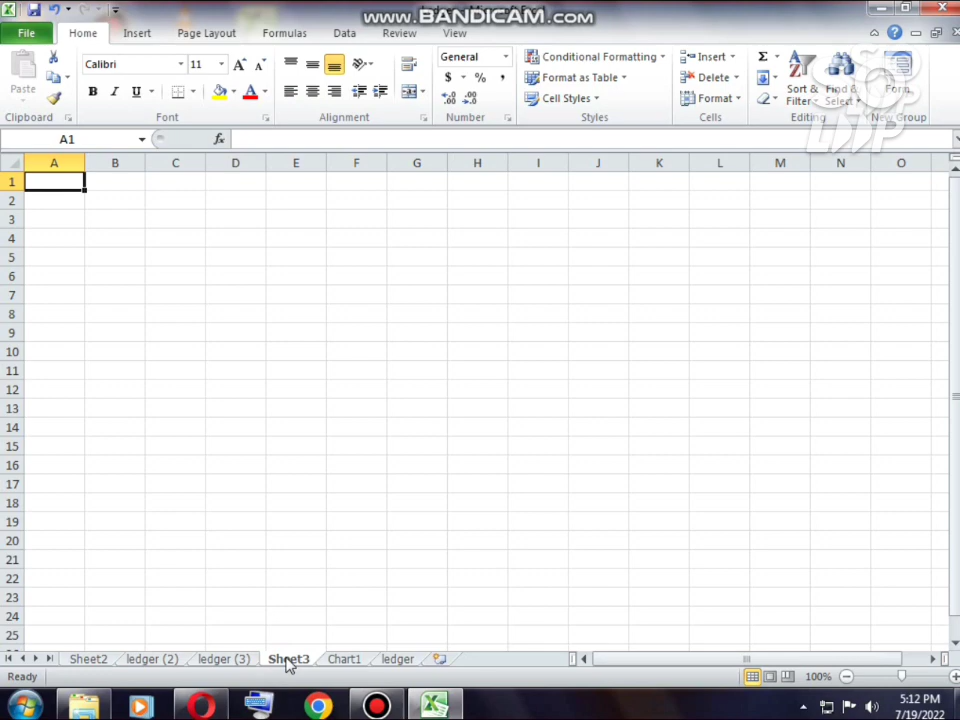 www.BANDICAM.com
File Home Insert Page Layout Formulas Data Review View
Paste
Clipboard
Calibri 11
B I U
Font
Alignment
General
$ % ,
Number
Conditional Formatting
Format as Table
Cell Styles
Styles
Insert
Delete
Format
Cells
Sort & Filter
Find & Select
Editing
Form...
New Group
A1 fx
A B C D E F G H I J K L M N O
1
2
3
4
5
6
7
8
9
10
11
12
13
14
15
16
17
18
19
20
21
22
23
24
25
Sheet2 ledger (2) ledger (3) Sheet3 Chart1 ledger
Ready 100%
5:12 PM
7/19/2022